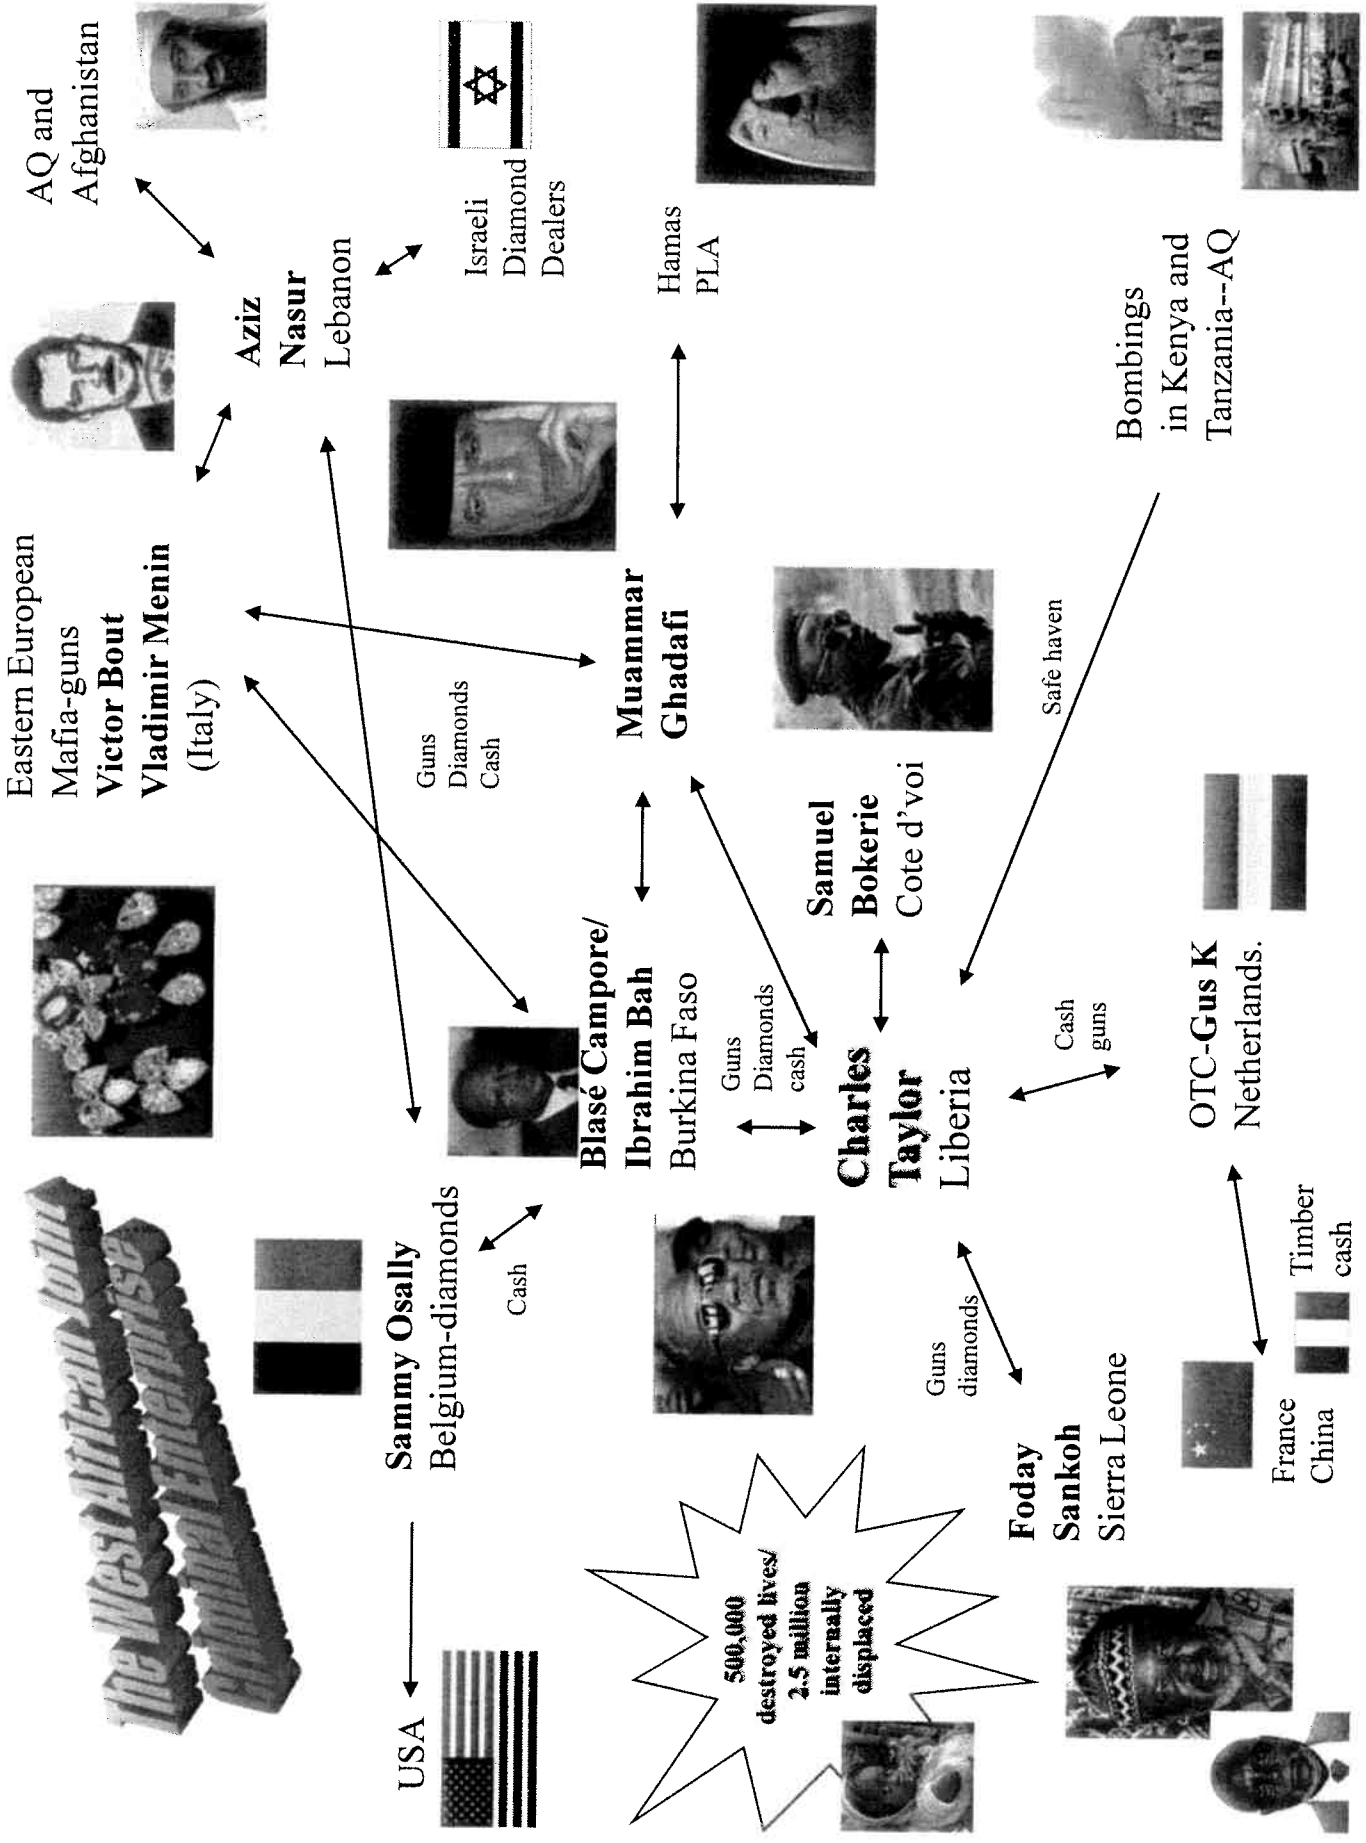 The West African Joint
Criminal Enterprise
Eastern European
Mafia-guns
Victor Bout
Vladimir Menin
(Italy)
AQ and
Afghanistan
Aziz
Nasur
Lebanon
Israeli
Diamond
Dealers
USA
Sammy Osally
Belgium-diamonds
Cash
Guns
Diamonds
Cash
Blasé Campore/
Ibrahim Bah
Burkina Faso
Muammar
Ghadafi
Hamas
PLA
500,000
destroyed lives/
2.5 million
internally
displaced
Guns
Diamonds
cash
Charles
Taylor
Liberia
Samuel
Bokerie
Cote d'voi
Guns
diamonds
Safe haven
Foday
Sankoh
Sierra Leone
Cash
guns
Bombings
in Kenya and
Tanzania--AQ
OTC-Gus K
Netherlands.
France
China
Timber
cash